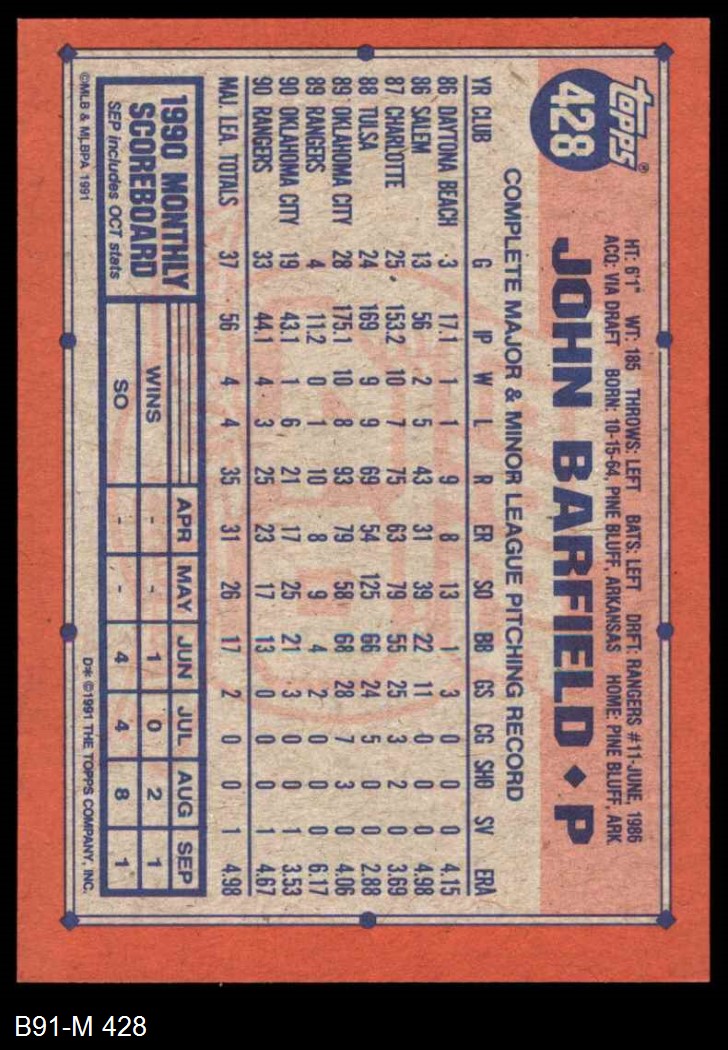 topps®
428
HT: 6'1" WT: 185 THROWS: LEFT BATS: LEFT DRFT: RANGERS #11-JUNE, 1986
ACQ: VIA DRAFT BORN: 10-15-64, PINE BLUFF, ARKANSAS HOME: PINE BLUFF, ARK.
JOHN BARFIELD ♦ P
COMPLETE MAJOR & MINOR LEAGUE PITCHING RECORD
YR CLUB G IP W L R ER SO BB GS CG SHO SV ERA
86 DAYTONA BEACH 3 17.1 1 1 9 8 13 1 3 0 0 0 4.15
86 SALEM 13 56 2 5 43 31 39 22 11 0 0 0 4.98
87 CHARLOTTE 25 153.2 10 7 75 63 79 55 25 3 2 0 3.69
88 TULSA 24 169 9 9 69 54 125 66 24 5 0 0 2.88
89 OKLAHOMA CITY 28 175.1 10 8 93 79 58 68 28 7 3 0 4.06
89 RANGERS 4 11.2 0 1 10 8 9 4 2 0 0 0 6.17
90 OKLAHOMA CITY 19 43.1 1 6 21 17 25 21 3 0 0 1 3.53
90 RANGERS 33 44.1 4 3 25 23 17 13 0 0 0 1 4.67
MAJ. LEA. TOTALS 37 56 4 4 35 31 26 17 2 0 0 1 4.98
1990 MONTHLY
SCOREBOARD
SEP includes OCT stats
APR MAY JUN JUL AUG SEP
WINS - - 1 0 2 1
SO - - 4 4 8 1
©MLB & MLBPA 1991
D* ©1991 THE TOPPS COMPANY, INC.
B91-M 428